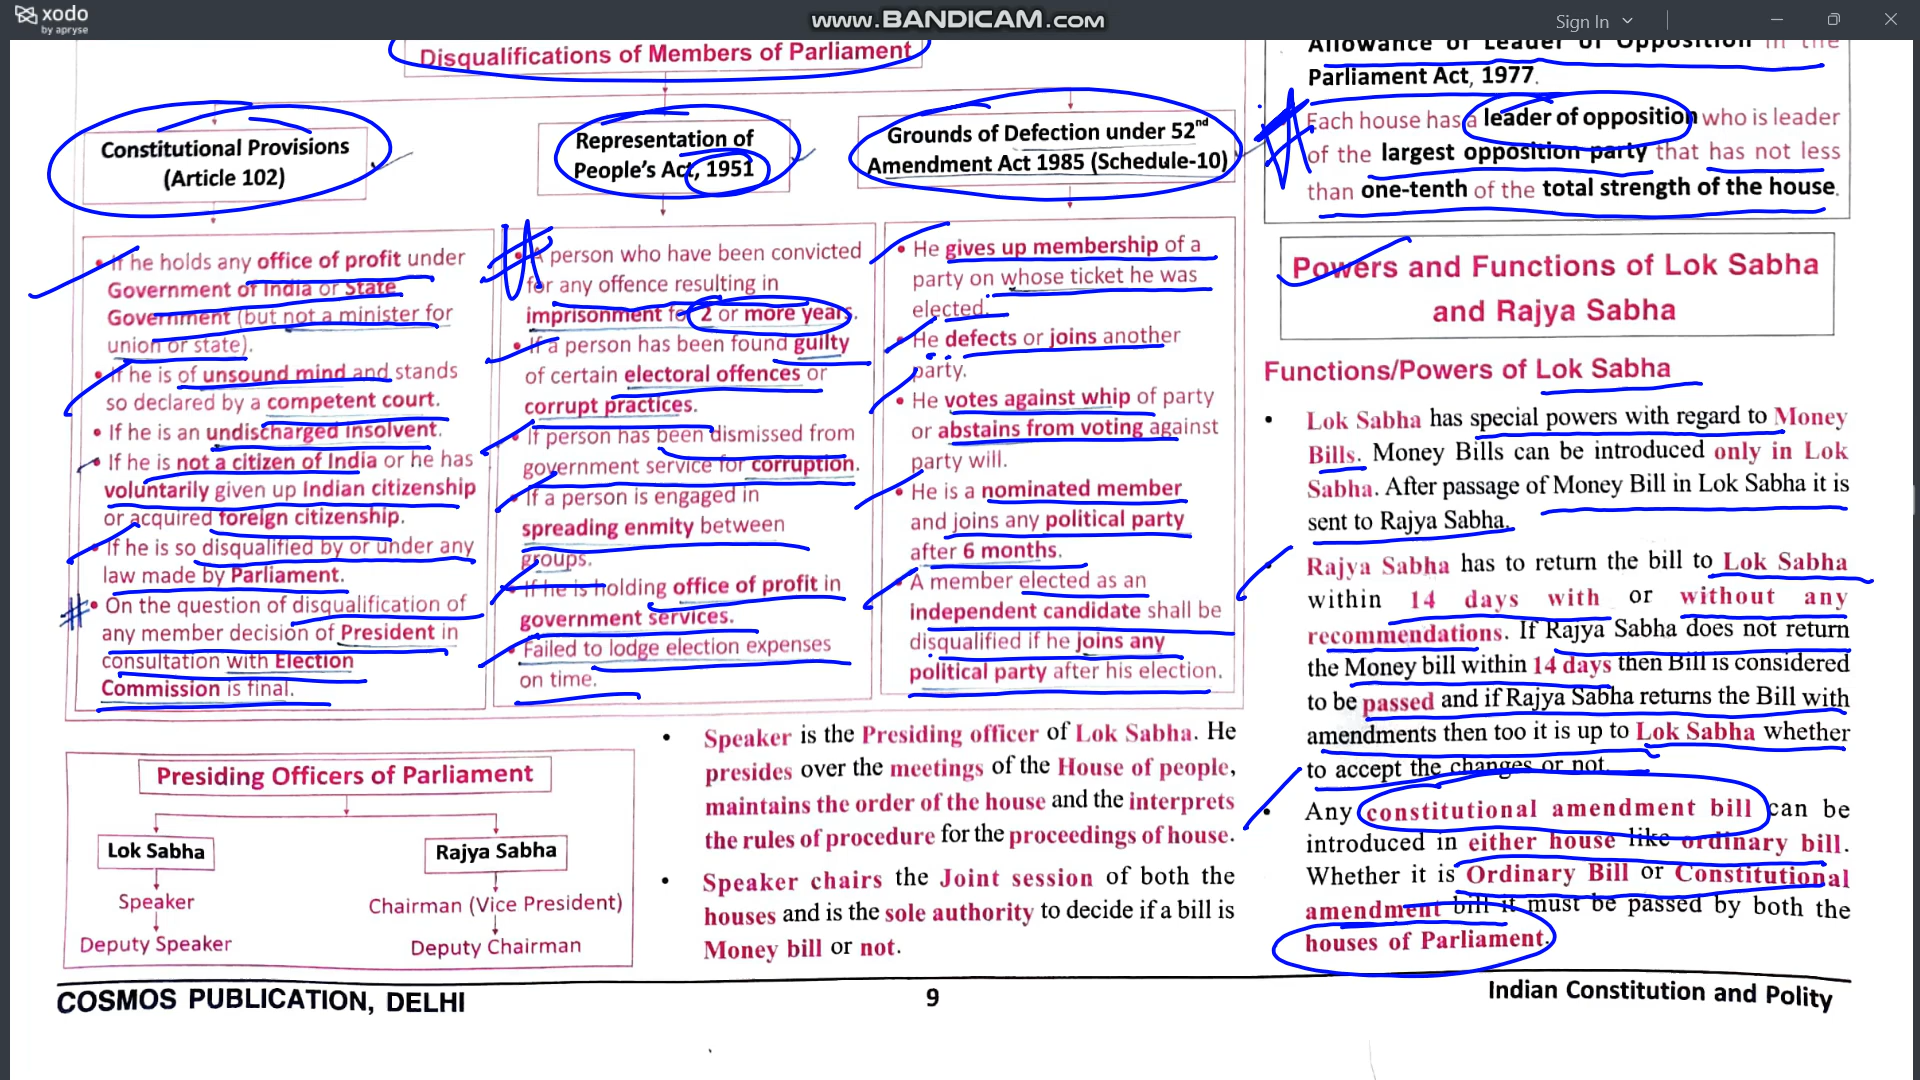 xodo
by apryse
www.BANDICAM.com
Sign In
Disqualifications of Members of Parliament
Constitutional Provisions
(Article 102)
Representation of
People's Act, 1951
Grounds of Defection under 52nd
Amendment Act 1985 (Schedule-10)
• If he holds any office of profit under
Government of India or State
Government (but not a minister for
union or state).
• If he is of unsound mind and stands
so declared by a competent court.
• If he is an undischarged insolvent.
• If he is not a citizen of India or he has
voluntarily given up Indian citizenship
or acquired foreign citizenship.
• If he is so disqualified by or under any
law made by Parliament.
• On the question of disqualification of
any member decision of President in
consultation with Election
Commission is final.
• A person who have been convicted
for any offence resulting in
imprisonment for 2 or more years.
• If a person has been found guilty
of certain electoral offences or
corrupt practices.
• If person has been dismissed from
government service for corruption.
• If a person is engaged in
spreading enmity between
groups.
• If he is holding office of profit in
government services.
• Failed to lodge election expenses
on time.
• He gives up membership of a
party on whose ticket he was
elected.
• He defects or joins another
party.
• He votes against whip of party
or abstains from voting against
party will.
• He is a nominated member
and joins any political party
after 6 months.
• A member elected as an
independent candidate shall be
disqualified if he joins any
political party after his election.
Presiding Officers of Parliament
Lok Sabha
Rajya Sabha
Speaker
Chairman (Vice President)
Deputy Speaker
Deputy Chairman
• Speaker is the Presiding officer of Lok Sabha. He
presides over the meetings of the House of people,
maintains the order of the house and the interprets
the rules of procedure for the proceedings of house.
• Speaker chairs the Joint session of both the
houses and is the sole authority to decide if a bill is
Money bill or not.
Allowance of Leader of Opposition in the
Parliament Act, 1977.
Each house has a leader of opposition who is leader
of the largest opposition party that has not less
than one-tenth of the total strength of the house.
Powers and Functions of Lok Sabha
and Rajya Sabha
Functions/Powers of Lok Sabha
• Lok Sabha has special powers with regard to Money
Bills. Money Bills can be introduced only in Lok
Sabha. After passage of Money Bill in Lok Sabha it is
sent to Rajya Sabha.
• Rajya Sabha has to return the bill to Lok Sabha
within 14 days with or without any
recommendations. If Rajya Sabha does not return
the Money bill within 14 days then Bill is considered
to be passed and if Rajya Sabha returns the Bill with
amendments then too it is up to Lok Sabha whether
to accept the changes or not.
• Any constitutional amendment bill can be
introduced in either house like ordinary bill.
Whether it is Ordinary Bill or Constitutional
amendment bill it must be passed by both the
houses of Parliament.
COSMOS PUBLICATION, DELHI
9
Indian Constitution and Polity